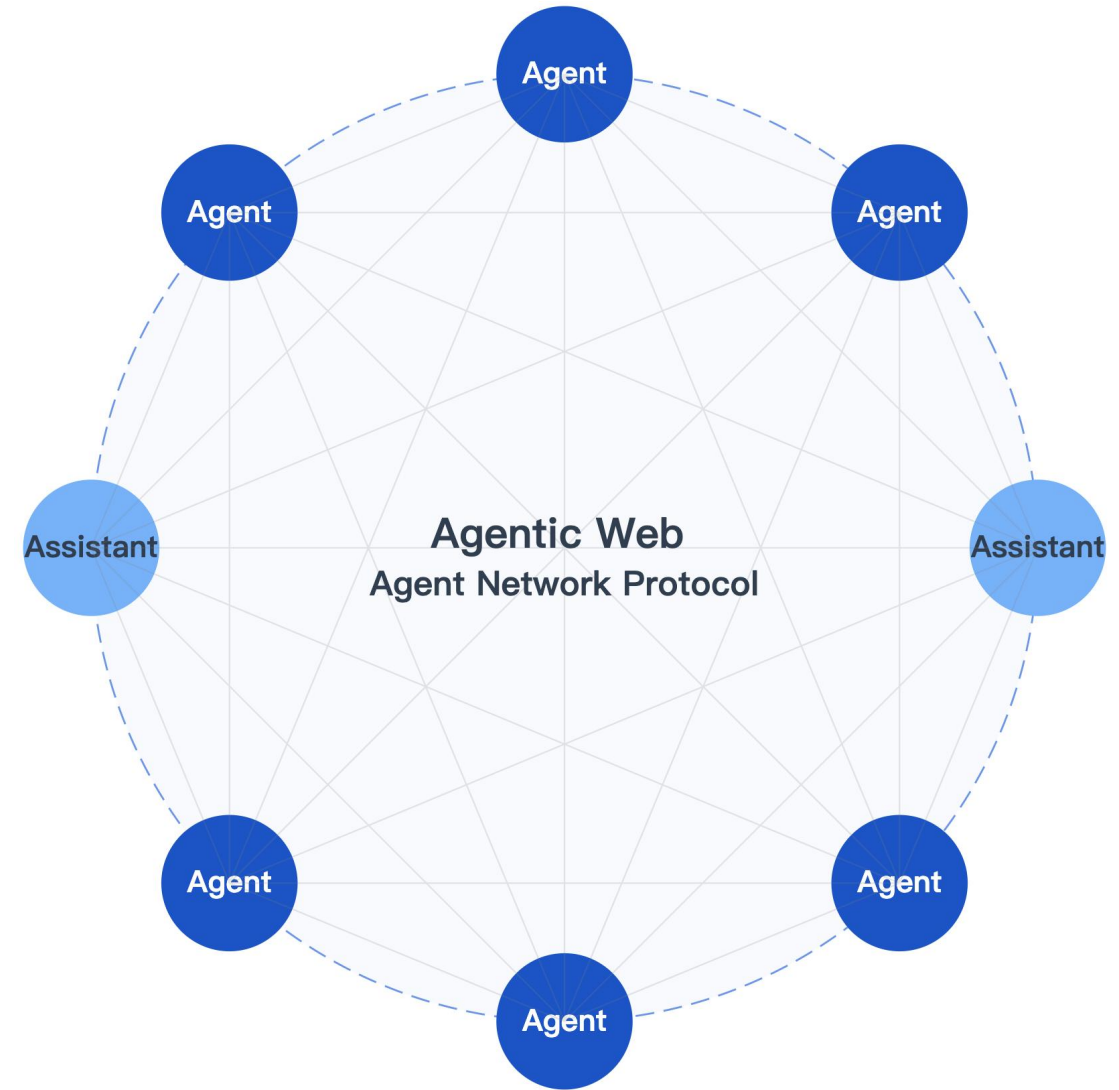 Agent
Agent
Agent
Assistant
Assistant
Agentic Web
Agent Network Protocol
Agent
Agent
Agent